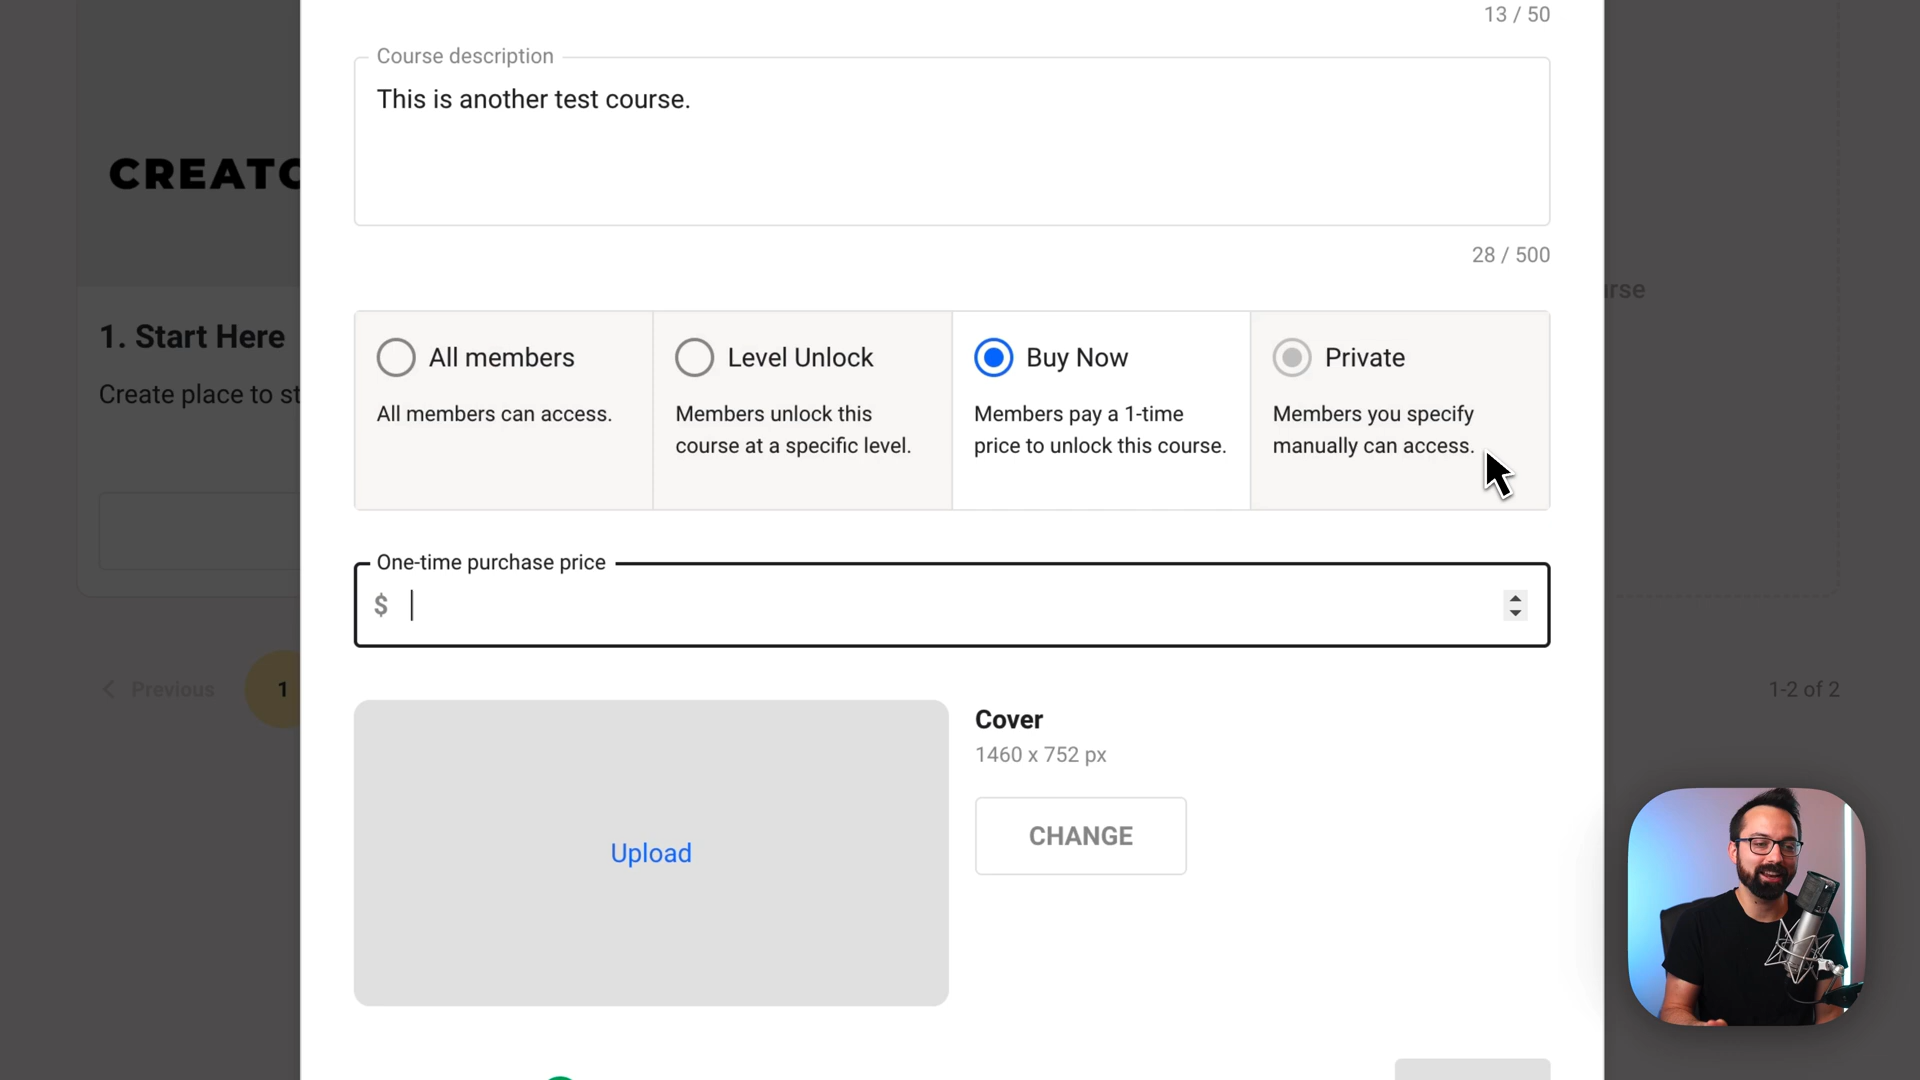 13 / 50
Course description
This is another test course.
CREATO
28 / 500
rse
1. Start Here
Create place to st
All members
All members can access.
Level Unlock
Members unlock this
course at a specific level.
Buy Now
Members pay a 1-time
price to unlock this course.
Private
Members you specify
manually can access.
One-time purchase price
$
Previous
1
1-2 of 2
Upload
Cover
1460 x 752 px
CHANGE